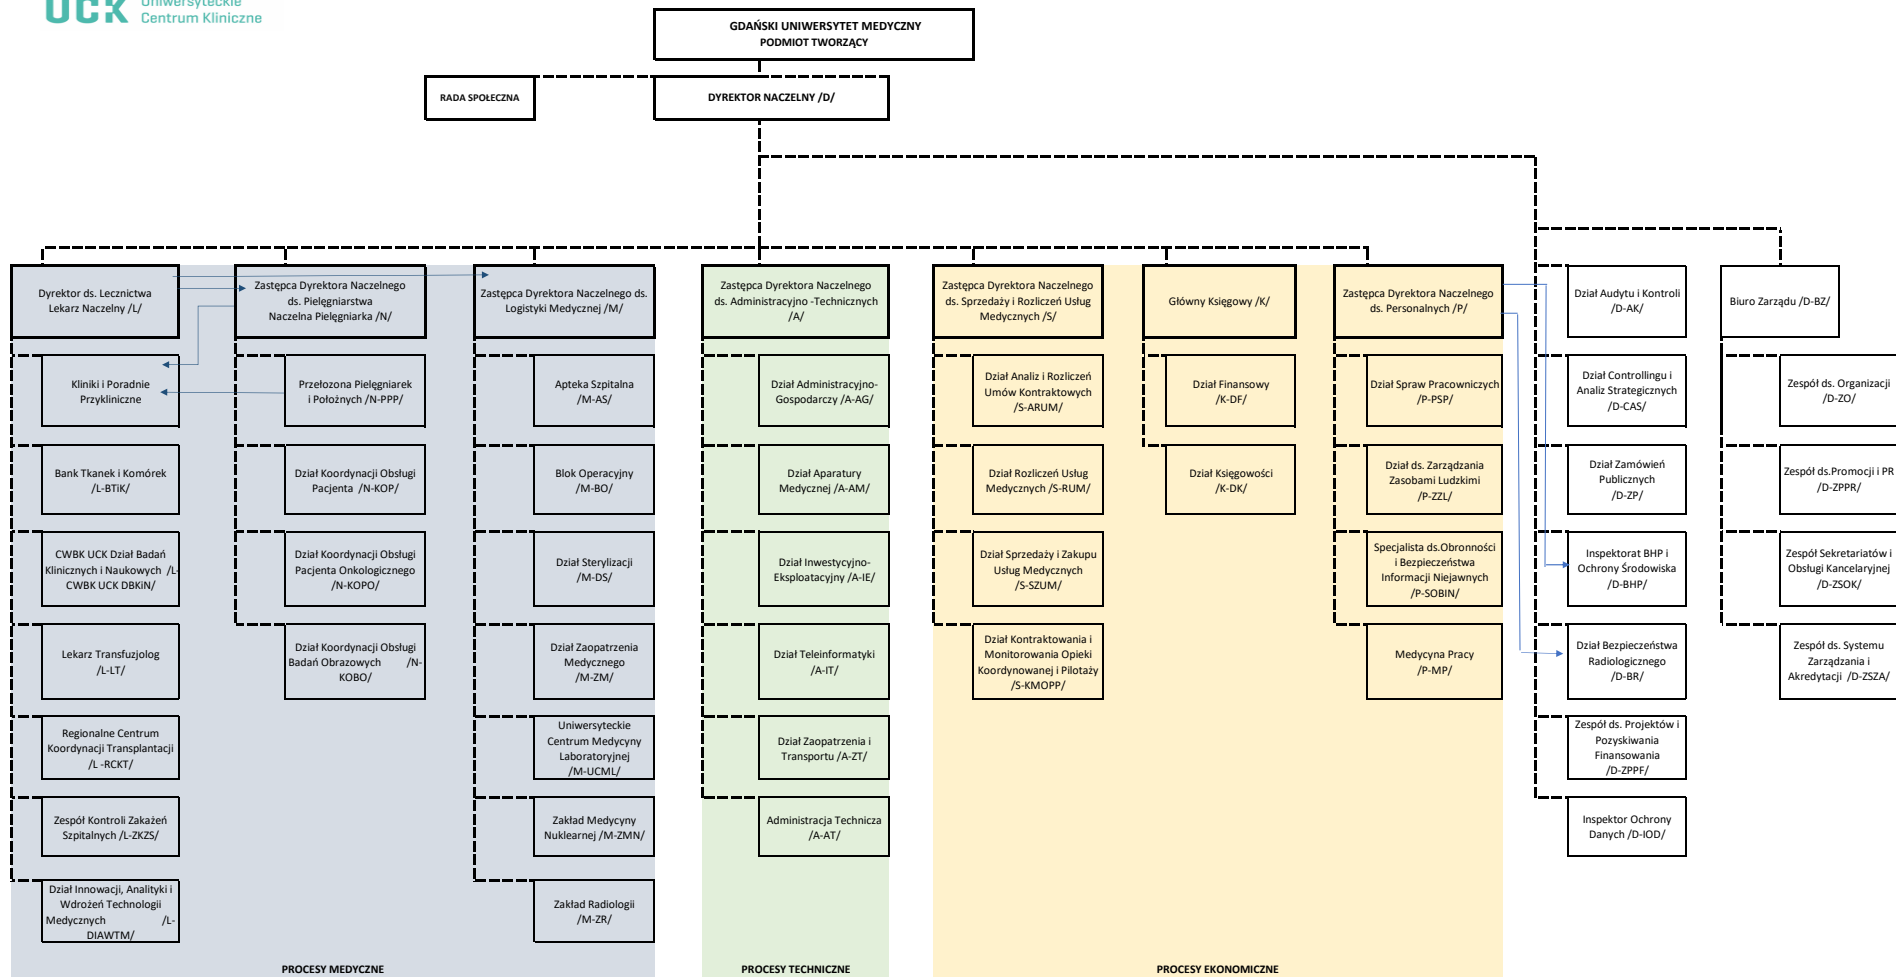 UCK Uniwersyteckie
Centrum Kliniczne
GDAŃSKI UNIWERSYTET MEDYCZNY
PODMIOT TWORZĄCY
RADA SPOŁECZNA
DYREKTOR NACZELNY /D/
Dyrektor ds. Lecznictwa
Lekarz Naczelny /L/
Zastępca Dyrektora Naczelnego
ds. Pielęgniarstwa
Naczelna Pielęgniarka /N/
Zastępca Dyrektora Naczelnego ds.
Logistyki Medycznej /M/
Zastępca Dyrektora Naczelnego
ds. Administracyjno -Technicznych
/A/
Zastępca Dyrektora Naczelnego
ds. Sprzedaży i Rozliczeń Usług
Medycznych /S/
Główny Księgowy /K/
Zastępca Dyrektora Naczelnego
ds. Personalnych /P/
Dział Audytu i Kontroli
/D-AK/
Biuro Zarządu /D-BZ/
Kliniki i Poradnie
Przykliniczne
Przełozona Pielęgniarek
i Położnych /N-PPP/
Apteka Szpitalna
/M-AS/
Dział Administracyjno-
Gospodarczy /A-AG/
Dział Analiz i Rozliczeń
Umów Kontraktowych
/S-ARUM/
Dział Finansowy
/K-DF/
Dział Spraw Pracowniczych
/P-PSP/
Dział Controllingu i
Analiz Strategicznych
/D-CAS/
Zespół ds. Organizacji
/D-ZO/
Bank Tkanek i Komórek
/L-BTiK/
Dział Koordynacji Obsługi
Pacjenta /N-KOP/
Blok Operacyjny
/M-BO/
Dział Aparatury
Medycznej /A-AM/
Dział Rozliczeń Usług
Medycznych /S-RUM/
Dział Księgowości
/K-DK/
Dział ds. Zarządzania
Zasobami Ludzkimi
/P-ZZL/
Dział Zamówień
Publicznych
/D-ZP/
Zespół ds.Promocji i PR
/D-ZPPR/
CWBK UCK Dział Badań
Klinicznych i Naukowych /L-
CWBK UCK DBKiN/
Dział Koordynacji Obsługi
Pacjenta Onkologicznego
/N-KOPO/
Dział Sterylizacji
/M-DS/
Dział Inwestycyjno-
Eksploatacyjny /A-IE/
Dział Sprzedaży i Zakupu
Usług Medycznych
/S-SZUM/
Specjalista ds.Obronności
i Bezpieczeństwa
Informacji Niejawnych
/P-SOBIN/
Inspektorat BHP i
Ochrony Środowiska
/D-BHP/
Zespół Sekretariatów i
Obsługi Kancelaryjnej
/D-ZSOK/
Lekarz Transfuzjolog
/L-LT/
Dział Koordynacji Obsługi
Badań Obrazowych /N-
KOBO/
Dział Zaopatrzenia
Medycznego
/M-ZM/
Dział Teleinformatyki
/A-IT/
Dział Kontraktowania i
Monitorowania Opieki
Koordynowanej i Pilotaży
/S-KMOPP/
Medycyna Pracy
/P-MP/
Dział Bezpieczeństwa
Radiologicznego
/D-BR/
Zespół ds. Systemu
Zarządzania i
Akredytacji /D-ZSZA/
Regionalne Centrum
Koordynacji Transplantacji
/L -RCKT/
Uniwersyteckie
Centrum Medycyny
Laboratoryjnej
/M-UCML/
Dział Zaopatrzenia i
Transportu /A-ZT/
Zespół ds. Projektów i
Pozyskiwania
Finansowania
/D-ZPPF/
Zespół Kontroli Zakażeń
Szpitalnych /L-ZKZS/
Zakład Medycyny
Nuklearnej /M-ZMN/
Administracja Technicza
/A-AT/
Inspektor Ochrony
Danych /D-IOD/
Dział Innowacji, Analityki i
Wdrożeń Technologii
Medycznych /L-
DIAWTM/
Zakład Radiologii
/M-ZR/
PROCESY MEDYCZNE
PROCESY TECHNICZNE
PROCESY EKONOMICZNE